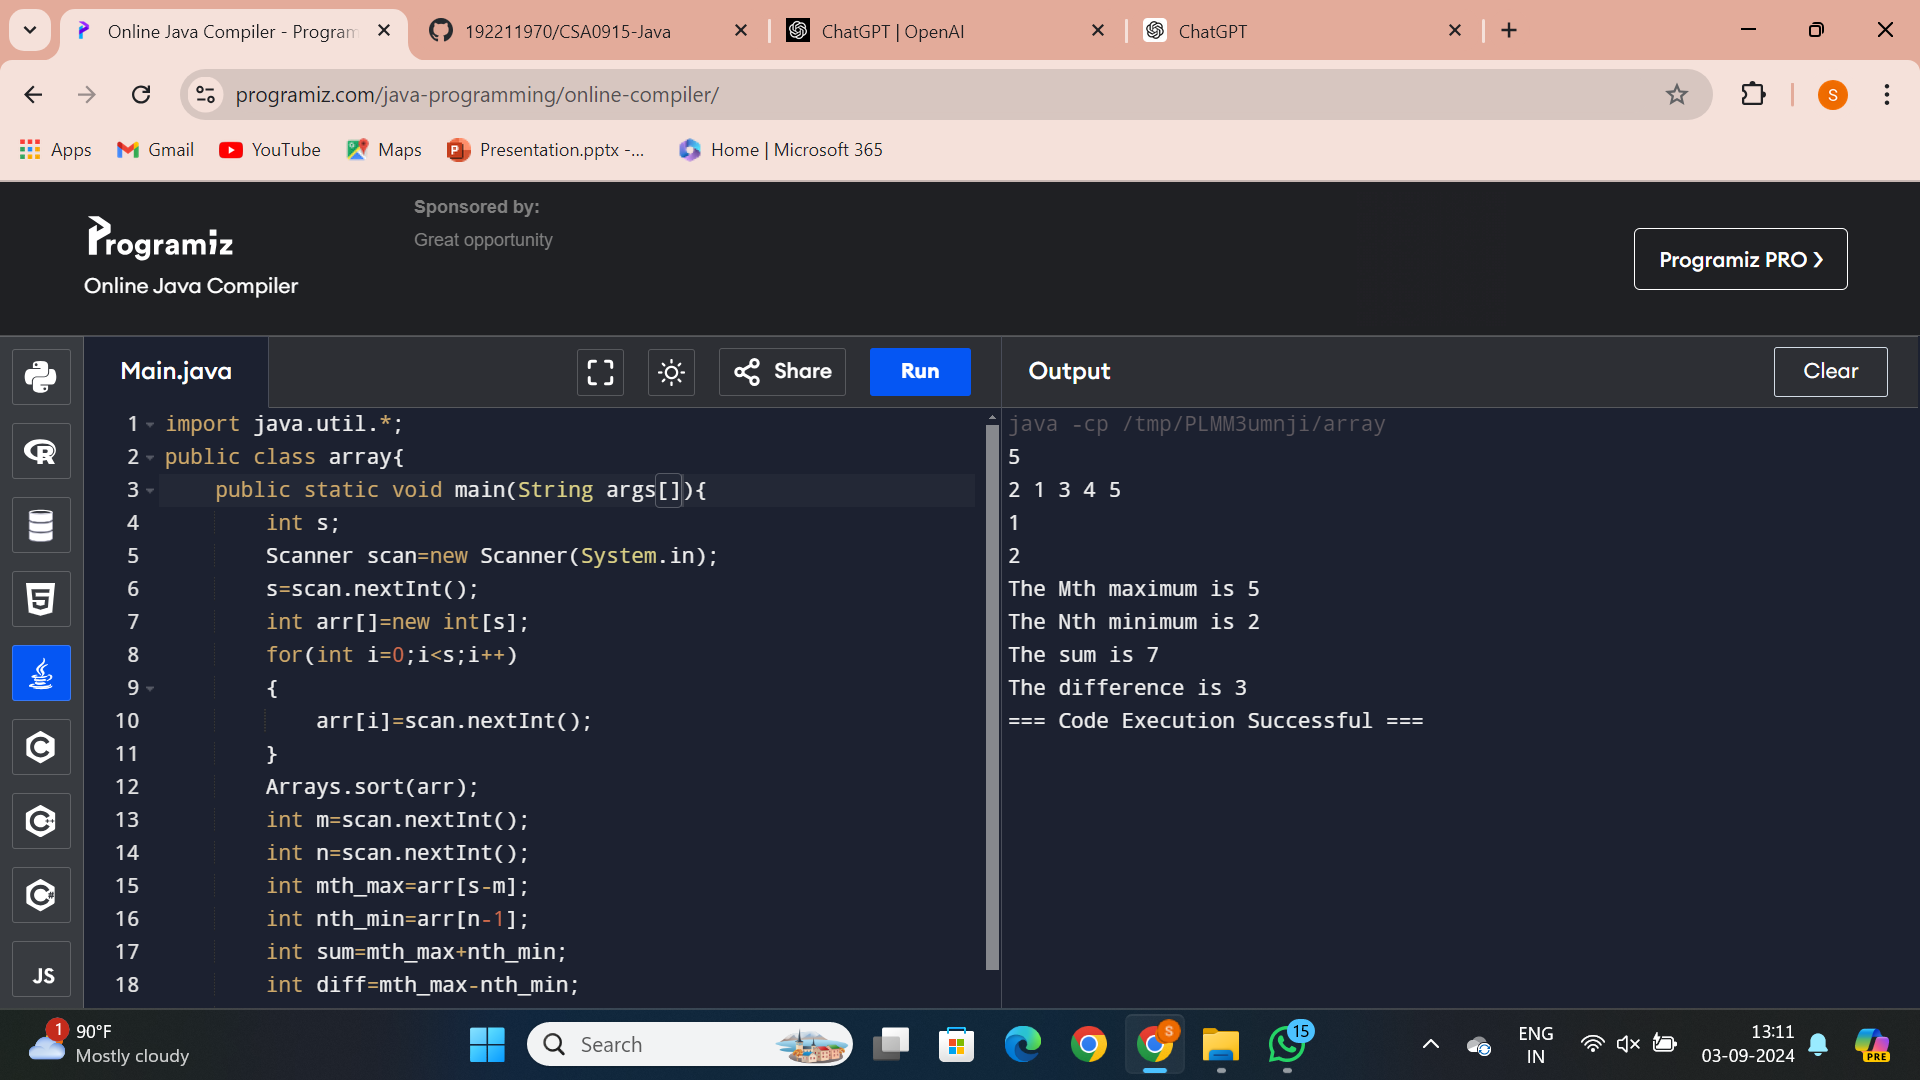 Online Java Compiler - Program
192211970/CSA0915-Java
ChatGPT | OpenAI
ChatGPT
programiz.com/java-programming/online-compiler/
S
Apps
Gmail
YouTube
Maps
Presentation.pptx -...
Home | Microsoft 365
Programiz
Online Java Compiler
Sponsored by:
Great opportunity
Programiz PRO ❯
Main.java
Share
Run
Output
Clear
1 import java.util.*;
2 public class array{
3 public static void main(String args[]){
4 int s;
5 Scanner scan=new Scanner(System.in);
6 s=scan.nextInt();
7 int arr[]=new int[s];
8 for(int i=0;i<s;i++)
9 {
10 arr[i]=scan.nextInt();
11 }
12 Arrays.sort(arr);
13 int m=scan.nextInt();
14 int n=scan.nextInt();
15 int mth_max=arr[s-m];
16 int nth_min=arr[n-1];
17 int sum=mth_max+nth_min;
18 int diff=mth_max-nth_min;
java -cp /tmp/PLMM3umnji/array
5
2 1 3 4 5
1
2
The Mth maximum is 5
The Nth minimum is 2
The sum is 7
The difference is 3
=== Code Execution Successful ===
R
5
C
C
C
JS
1
90°F
Mostly cloudy
Search
S
15
ENG
IN
13:11
03-09-2024
PRE